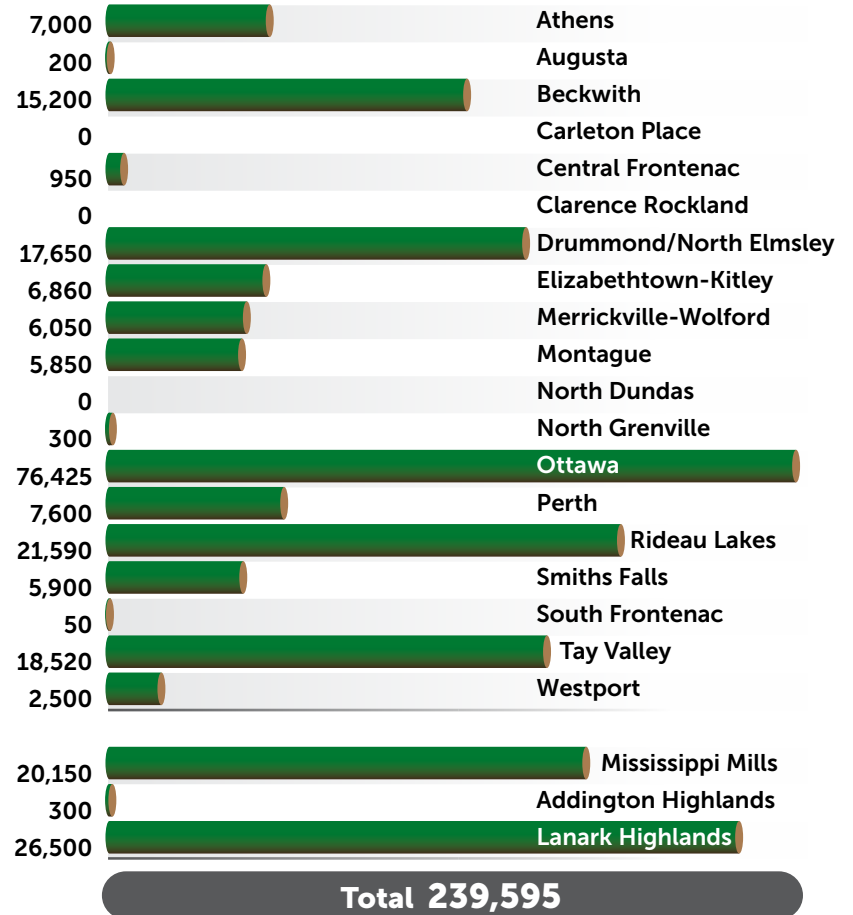 7,000 Athens
200 Augusta
15,200 Beckwith
0 Carleton Place
950 Central Frontenac
0 Clarence Rockland
17,650 Drummond/North Elmsley
6,860 Elizabethtown-Kitley
6,050 Merrickville-Wolford
5,850 Montague
0 North Dundas
300 North Grenville
76,425 Ottawa
7,600 Perth
21,590 Rideau Lakes
5,900 Smiths Falls
50 South Frontenac
18,520 Tay Valley
2,500 Westport
20,150 Mississippi Mills
300 Addington Highlands
26,500 Lanark Highlands
Total 239,595